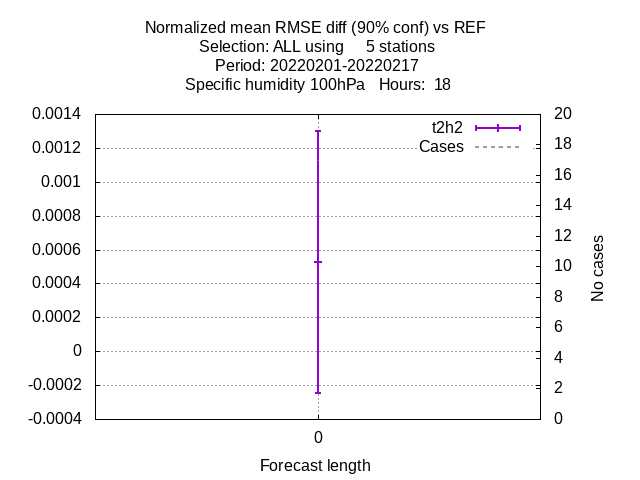 Normalized mean RMSE diff (90% conf) vs REF
Selection: ALL using     5 stations
Period: 20220201-20220217
Specific humidity 100hPa   Hours:  18
t2h2
Cases
0.0014
0.0012
0.001
0.0008
0.0006
0.0004
0.0002
0
-0.0002
-0.0004
20
18
16
14
12
10
8
6
4
2
0
No cases
0
Forecast length